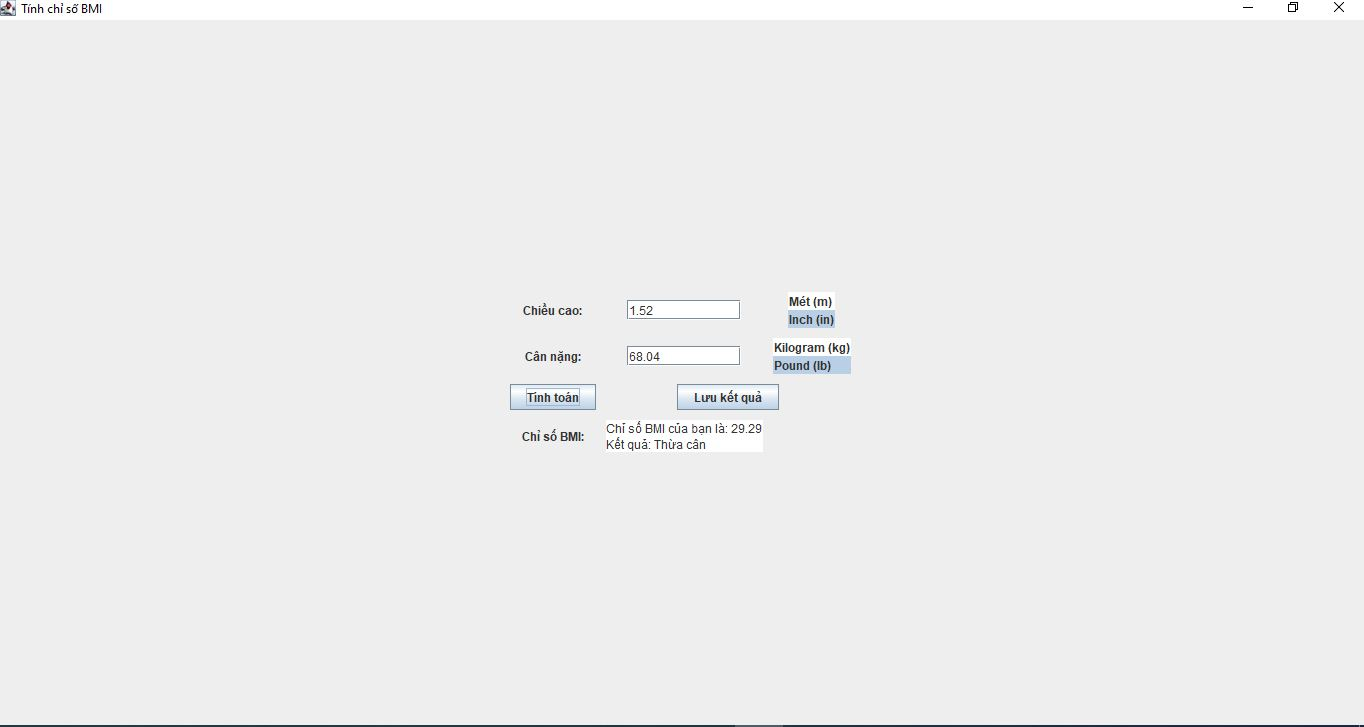 Tính chỉ số BMI
Chiều cao: 1.52 Mét (m)
Inch (in)
Cân nặng: 68.04 Kilogram (kg)
Pound (lb)
Tính toán Lưu kết quả
Chỉ số BMI: Chỉ số BMI của bạn là: 29.29
Kết quả: Thừa cân